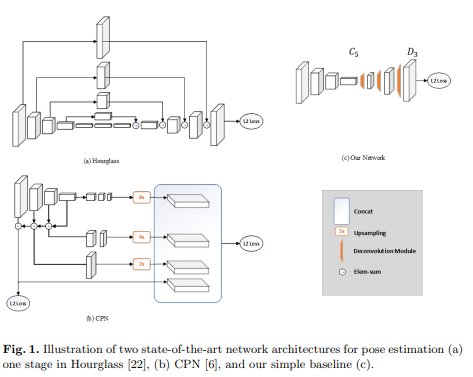 C5
D3
L2 Loss
L2 Loss
(a) Hourglass
(c) Our Network
8x
4x
2x
L2 Loss
L2 Loss
(b) CPN
Concat
2x Upsampling
Deconvolution Module
Elem-sum
Fig. 1. Illustration of two state-of-the-art network architectures for pose estimation (a)
one stage in Hourglass [22], (b) CPN [6], and our simple baseline (c).